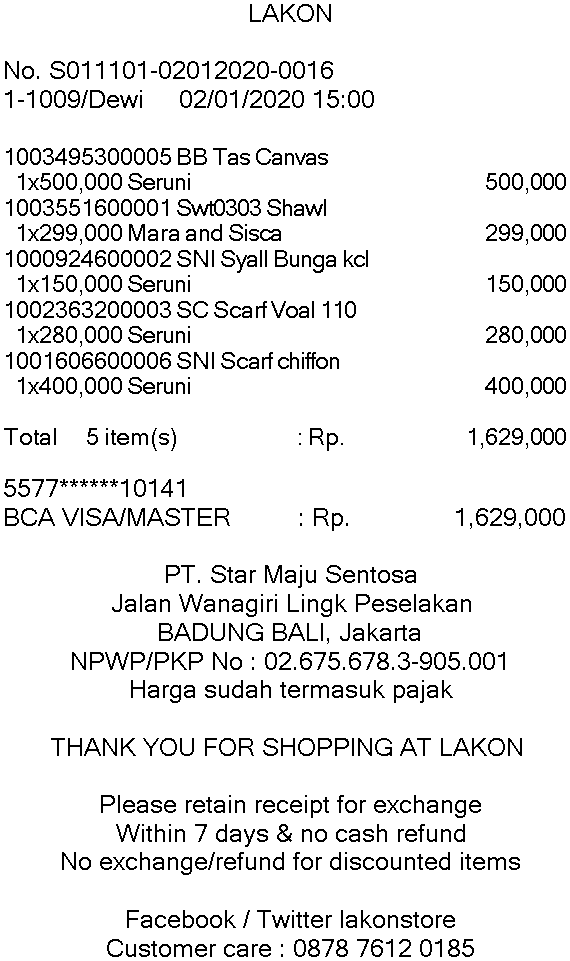 LAKON
No. S011101-02012020-0016
1-1009/Dewi 02/01/2020 15:00
1003495300005 BB Tas Canvas
1x500,000 Seruni 500,000
1003551600001 Swt0303 Shawl
1x299,000 Mara and Sisca 299,000
1000924600002 SNI Syall Bunga kcl
1x150,000 Seruni 150,000
1002363200003 SC Scarf Voal 110
1x280,000 Seruni 280,000
1001606600006 SNI Scarf chiffon
1x400,000 Seruni 400,000
Total 5 item(s) : Rp. 1,629,000
5577******10141
BCA VISA/MASTER : Rp. 1,629,000
PT. Star Maju Sentosa
Jalan Wanagiri Lingk Peselakan
BADUNG BALI, Jakarta
NPWP/PKP No : 02.675.678.3-905.001
Harga sudah termasuk pajak
THANK YOU FOR SHOPPING AT LAKON
Please retain receipt for exchange
Within 7 days & no cash refund
No exchange/refund for discounted items
Facebook / Twitter lakonstore
Customer care : 0878 7612 0185